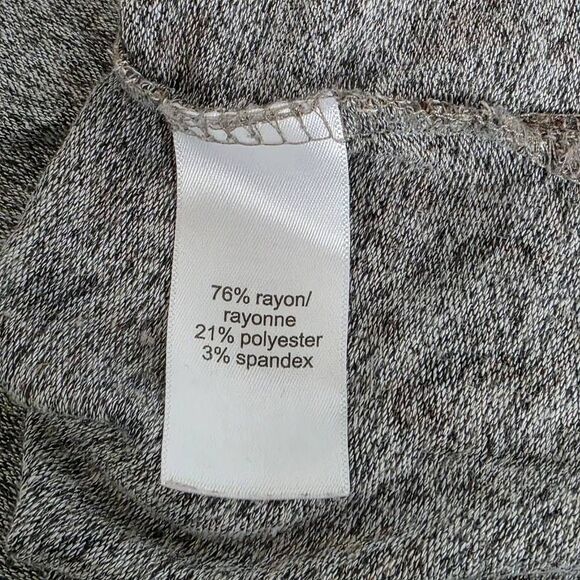 76% rayon/
rayonne
21% polyester
3% spandex